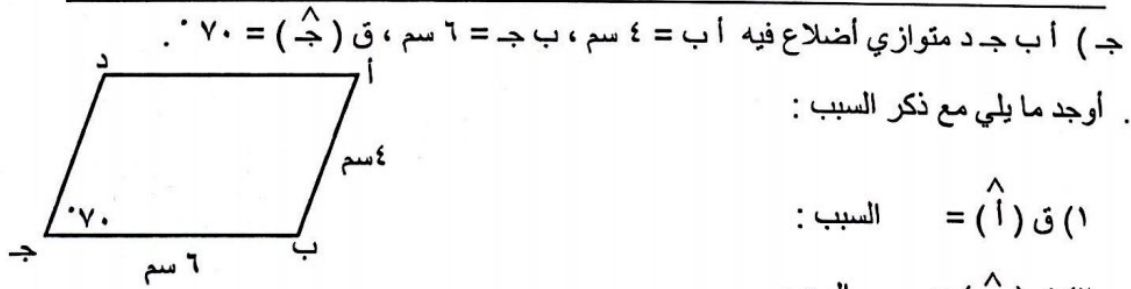 جـ) أ ب جـ د متوازي أضلاع فيه أ ب = ٤ سم ، ب جـ = ٦ سم ، ق ( جـ^ ) = ٧٠ ° .
. أوجد ما يلي مع ذكر السبب :
د
أ
٤سم
٧٠°
جـ
ب
٦ سم
١) ق ( أ^ ) = السبب :